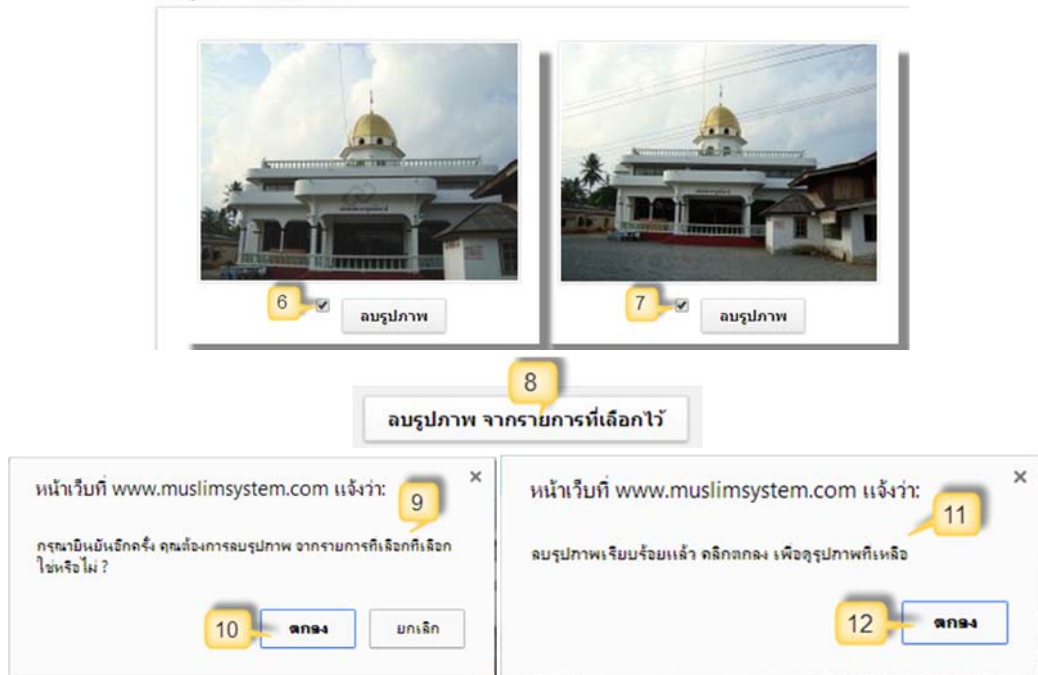 6
ลบรูปภาพ
7
ลบรูปภาพ
8
ลบรูปภาพ จากรายการที่เลือกไว้
หน้าเว็บที่ www.muslimsystem.com แจ้งว่า:
×
9
กรุณายืนยันอีกครั้ง คุณต้องการลบรูปภาพ จากรายการที่เลือกที่เลือก
ใช่หรือไม่ ?
10
ตกลง
ยกเลิก
หน้าเว็บที่ www.muslimsystem.com แจ้งว่า:
×
11
ลบรูปภาพเรียบร้อยแล้ว คลิกตกลง เพื่อดูรูปภาพที่เหลือ
12
ตกลง